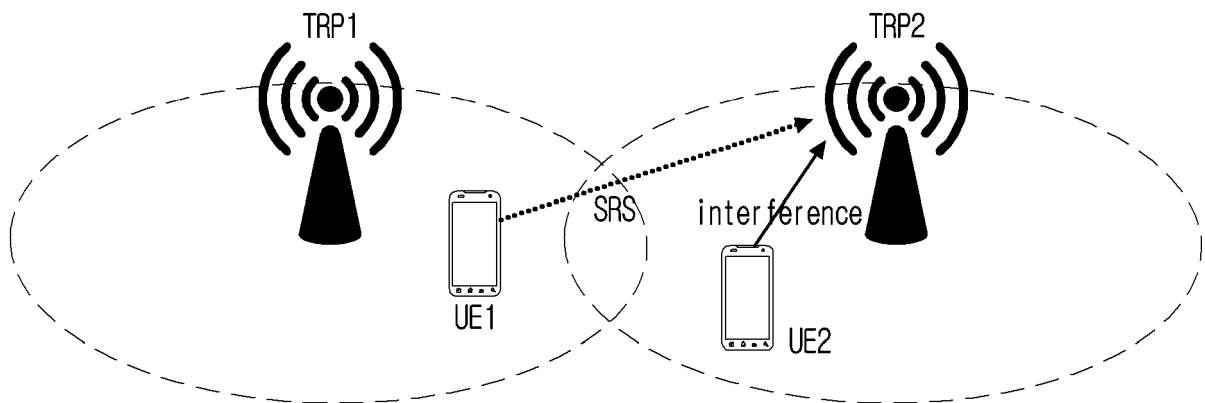 TRP1
TRP2
SRS
interference
UE1
UE2